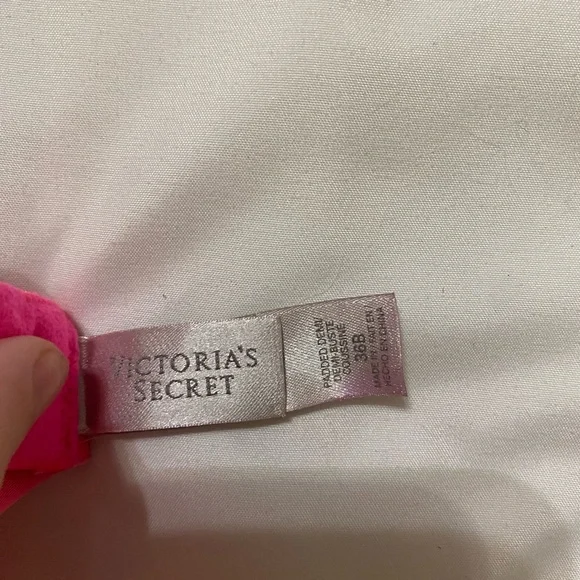 VICTORIA'S
SECRET
PADDED DEMI/
DEMI-BUSTE
COUSSINÉ
36B
MADE IN/FAIT EN/
HECHO EN CHINA